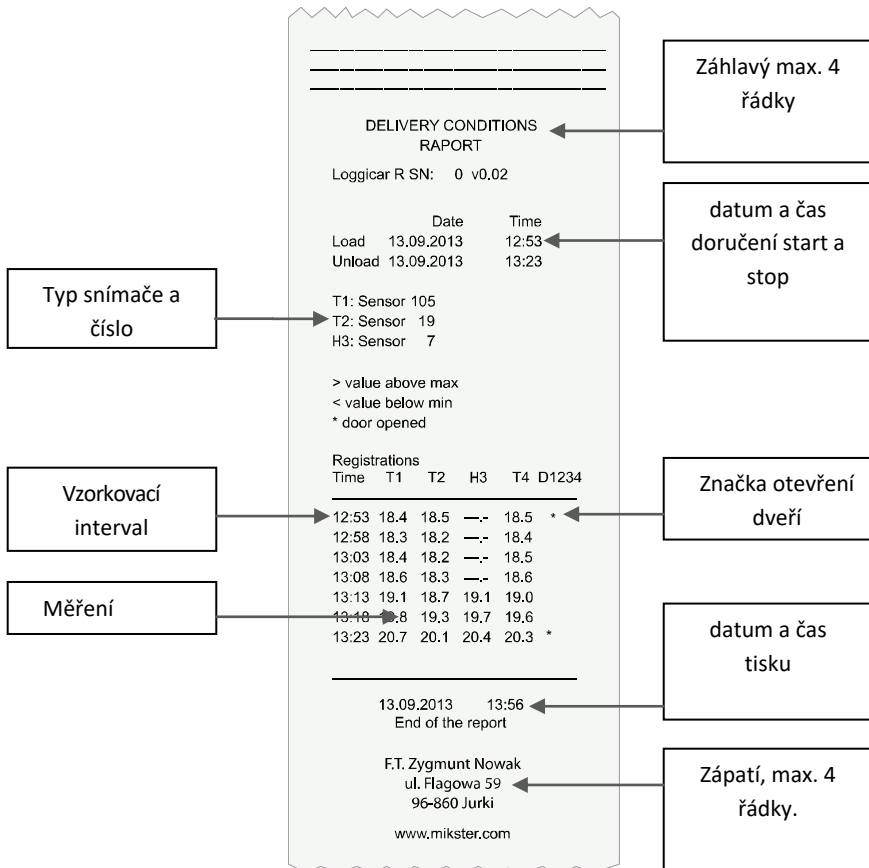 Záhlavý max. 4
řádky
DELIVERY CONDITIONS
RAPORT
Loggicar R SN: 0 v0.02
datum a čas
doručení start a
stop
Date Time
Load 13.09.2013 12:53
Unload 13.09.2013 13:23
Typ snímače a
číslo
T1: Sensor 105
T2: Sensor 19
H3: Sensor 7
> value above max
< value below min
* door opened
Registrations
Time T1 T2 H3 T4 D1234
Vzorkovací
interval
Značka otevření
dveří
12:53 18.4 18.5 —.- 18.5 *
12:58 18.3 18.2 —.- 18.4
13:03 18.4 18.2 —.- 18.5
13:08 18.6 18.3 —.- 18.6
13:13 19.1 18.7 19.1 19.0
Měření
13:18 19.3 19.7 19.6
13:23 20.7 20.1 20.4 20.3 *
datum a čas
tisku
13.09.2013 13:56
End of the report
F.T. Zygmunt Nowak
ul. Flagowa 59
96-860 Jurki
Zápatí, max. 4
řádky.
www.mikster.com